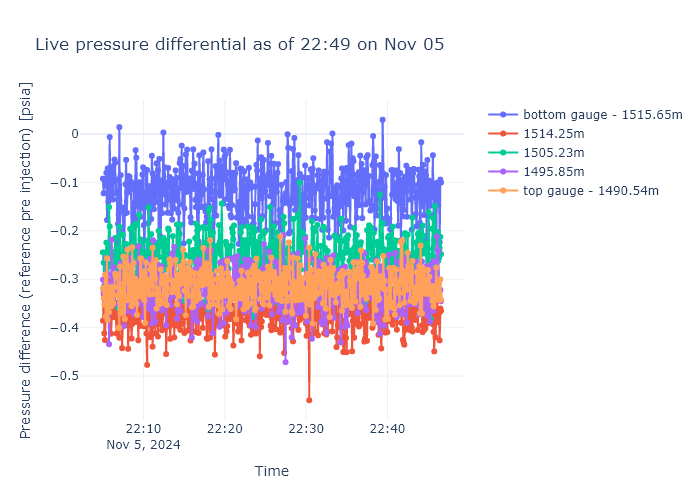 Live pressure differential as of 22:49 on Nov 05
Pressure difference (reference pre injection) [psia]
0
−0.1
−0.2
−0.3
−0.4
−0.5
22:10
22:20
22:30
22:40
Nov 5, 2024
Time
bottom gauge - 1515.65m
1514.25m
1505.23m
1495.85m
top gauge - 1490.54m